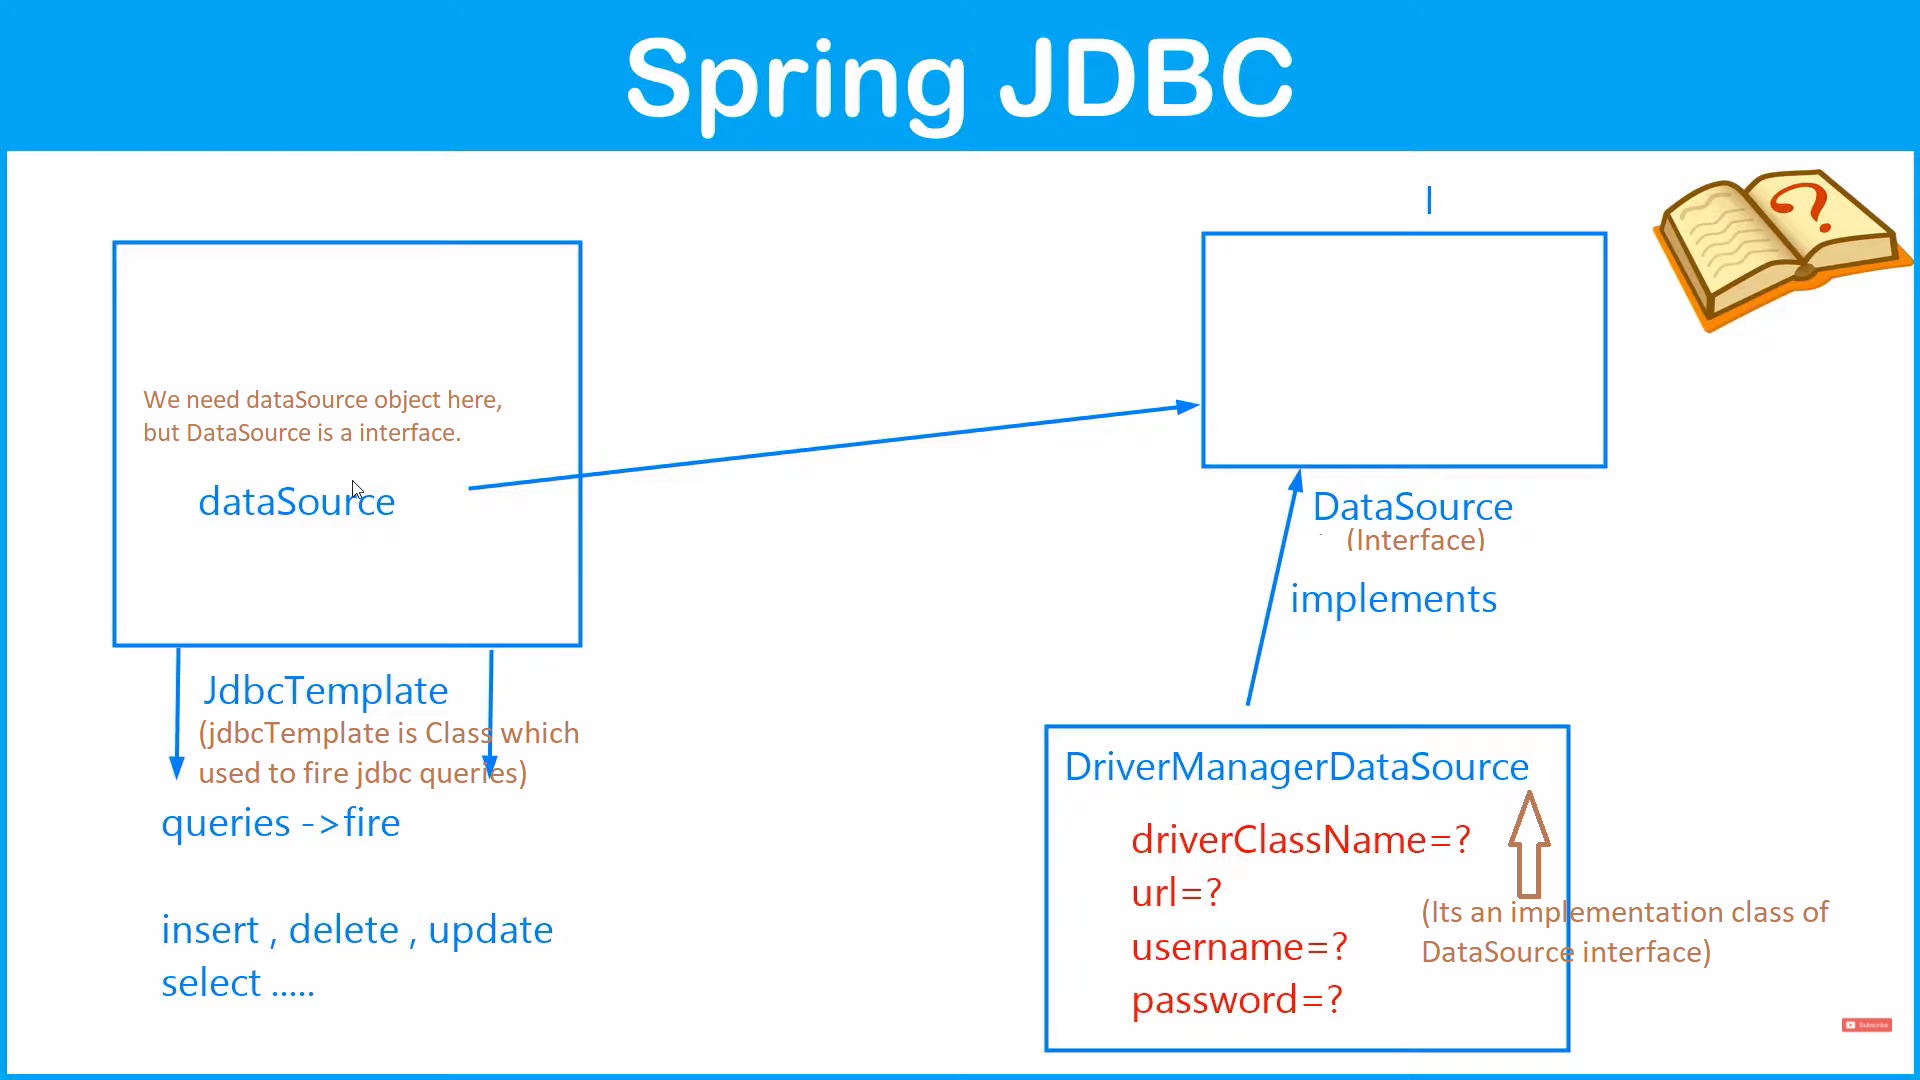 Spring JDBC
I
We need dataSource object here,
but DataSource is a interface.
dataSource
DataSource
(Interface)
implements
JdbcTemplate
(jdbcTemplate is Class which
used to fire jdbc queries)
queries ->fire
insert , delete , update
select .....
DriverManagerDataSource
driverClassName=?
url=?
username=?
password=?
(Its an implementation class of
DataSource interface)
?
Subscribe